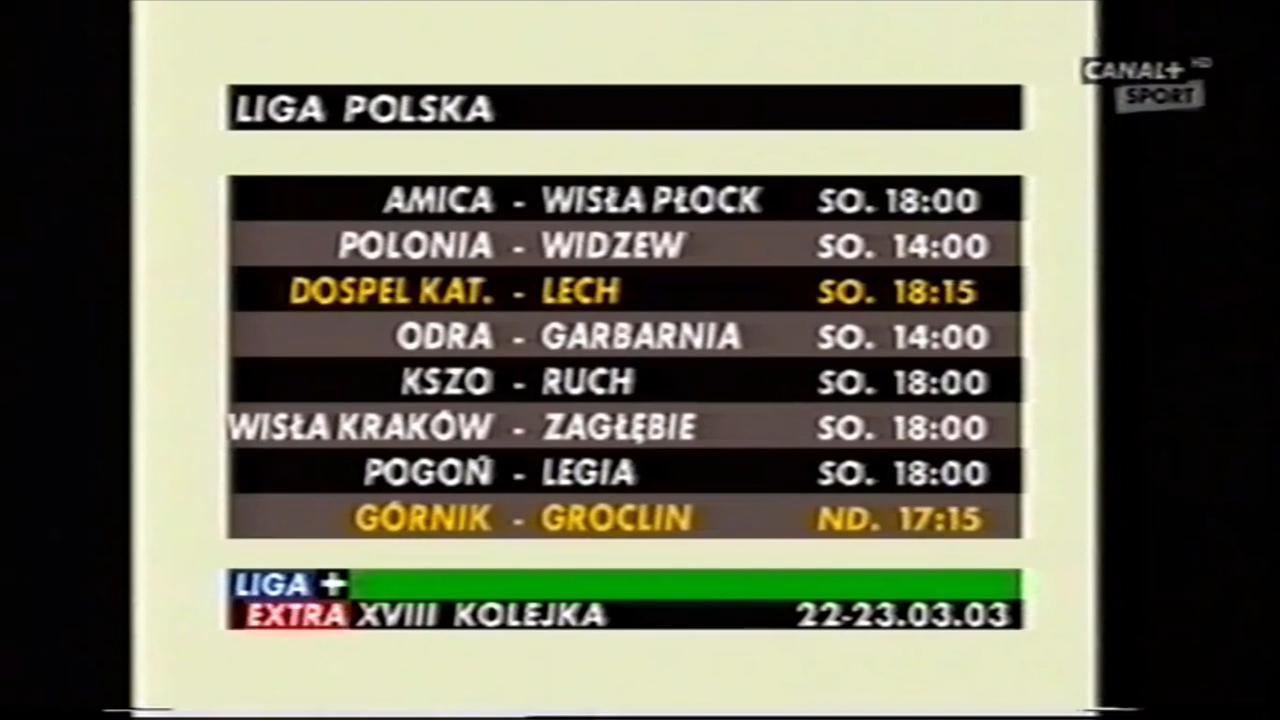 CANAL+ HD
SPORT
LIGA POLSKA
AMICA - WISŁA PŁOCK SO. 18:00
POLONIA - WIDZEW SO. 14:00
DOSPEL KAT. - LECH SO. 18:15
ODRA - GARBARNIA SO. 14:00
KSZO - RUCH SO. 18:00
WISŁA KRAKÓW - ZAGŁĘBIE SO. 18:00
POGOŃ - LEGIA SO. 18:00
GÓRNIK - GROCLIN ND. 17:15
LIGA +
EXTRA XVIII KOLEJKA 22-23.03.03